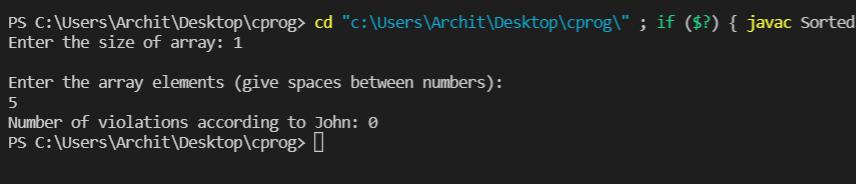 PS C:\Users\Archit\Desktop\cprog> cd "c:\Users\Archit\Desktop\cprog\" ; if ($?) { javac Sorted
Enter the size of array: 1
Enter the array elements (give spaces between numbers):
5
Number of violations according to John: 0
PS C:\Users\Archit\Desktop\cprog>